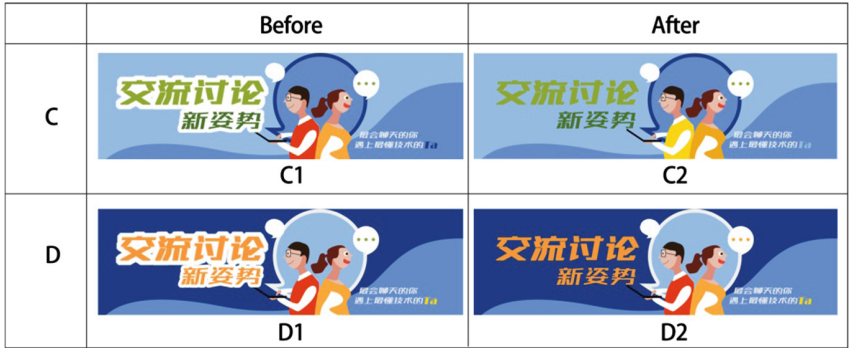 Before After
C
交流讨论
新姿势
最会聊天的你
遇上最懂技术的Ta
C1
交流讨论
新姿势
最会聊天的你
遇上最懂技术的Ta
C2
D
交流讨论
新姿势
最会聊天的你
遇上最懂技术的Ta
D1
交流讨论
新姿势
最会聊天的你
遇上最懂技术的Ta
D2